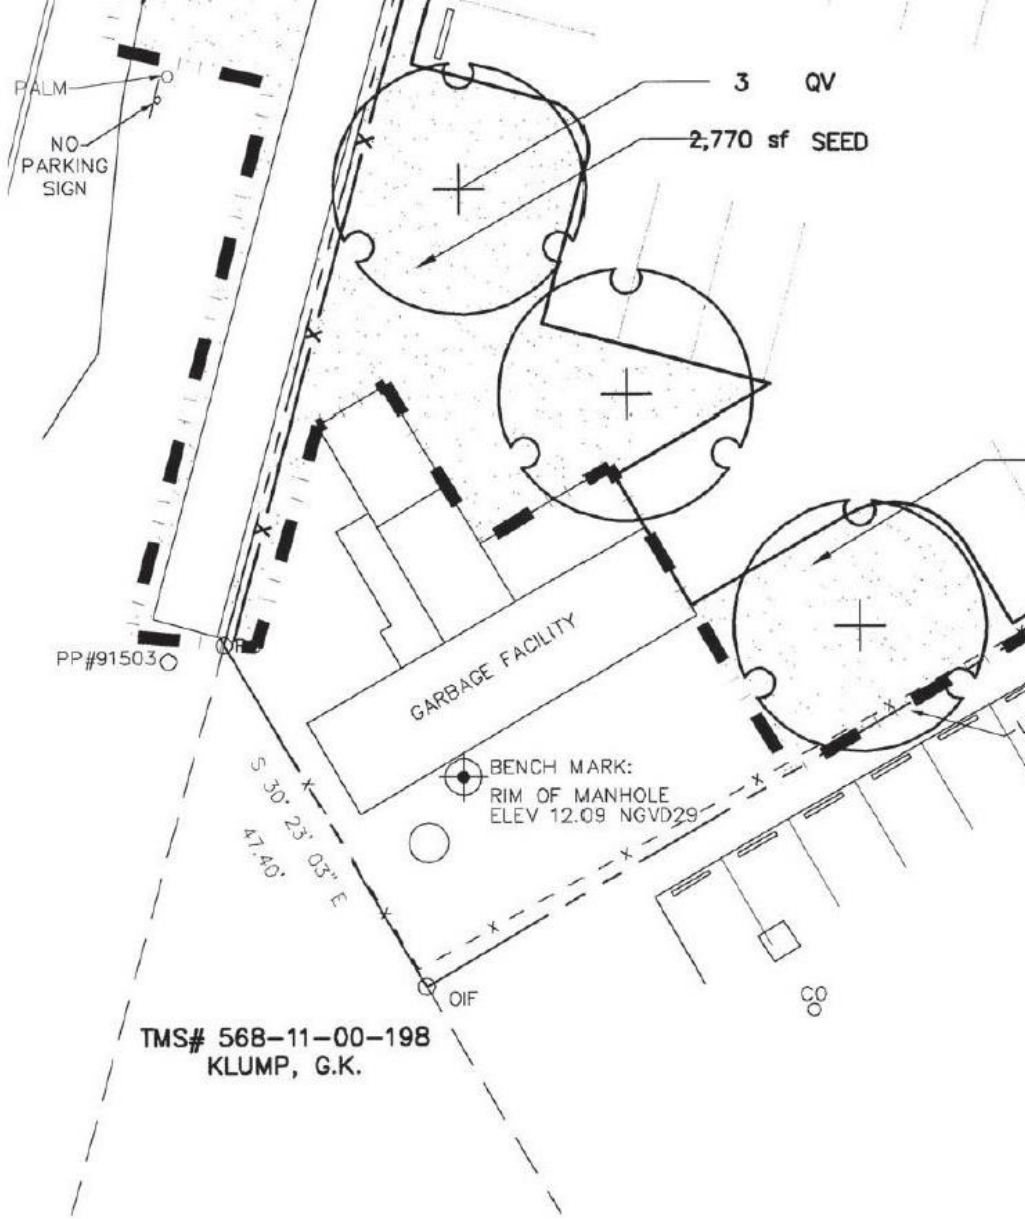 3 QV
2,770 sf SEED
PALM
NO
PARKING
SIGN
PP#91503
GARBAGE FACILITY
BENCH MARK:
RIM OF MANHOLE
ELEV 12.09 NGVD29
S 30° 23' 03" E
47.40'
OIF
CO
TMS# 568-11-00-198
KLUMP, G.K.